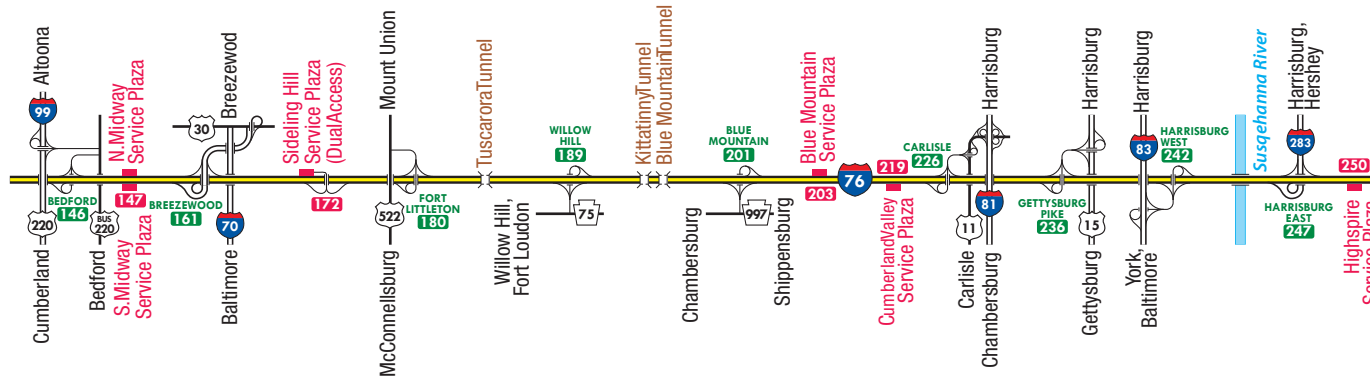 Altoona
99
220
Cumberland
BEDFORD
146
BUS
220
Bedford
N.Midway
Service Plaza
147
S.Midway
Service Plaza
BREEZEWOOD
161
30
Breezewod
70
Baltimore
Sideling Hill
Service Plaza
(DualAccess)
172
Mount Union
522
McConnellsburg
FORT
LITTLETON
180
TuscaroraTunnel
WILLOW
HILL
189
75
Willow Hill,
Fort Loudon
KittatinnyTunnel
Blue MountainTunnel
BLUE
MOUNTAIN
201
997
Chambersburg
Shippensburg
Blue Mountain
Service Plaza
203
76
219
CumberlandValley
Service Plaza
CARLISLE
226
11
Carlisle
Harrisburg
81
Chambersburg
GETTYSBURG
PIKE
236
Harrisburg
15
Gettysburg
Harrisburg
83
York,
Baltimore
HARRISBURG
WEST
242
Susqehanna River
Harrisburg,
Hershey
283
HARRISBURG
EAST
247
250
Highspire
Service Plaza